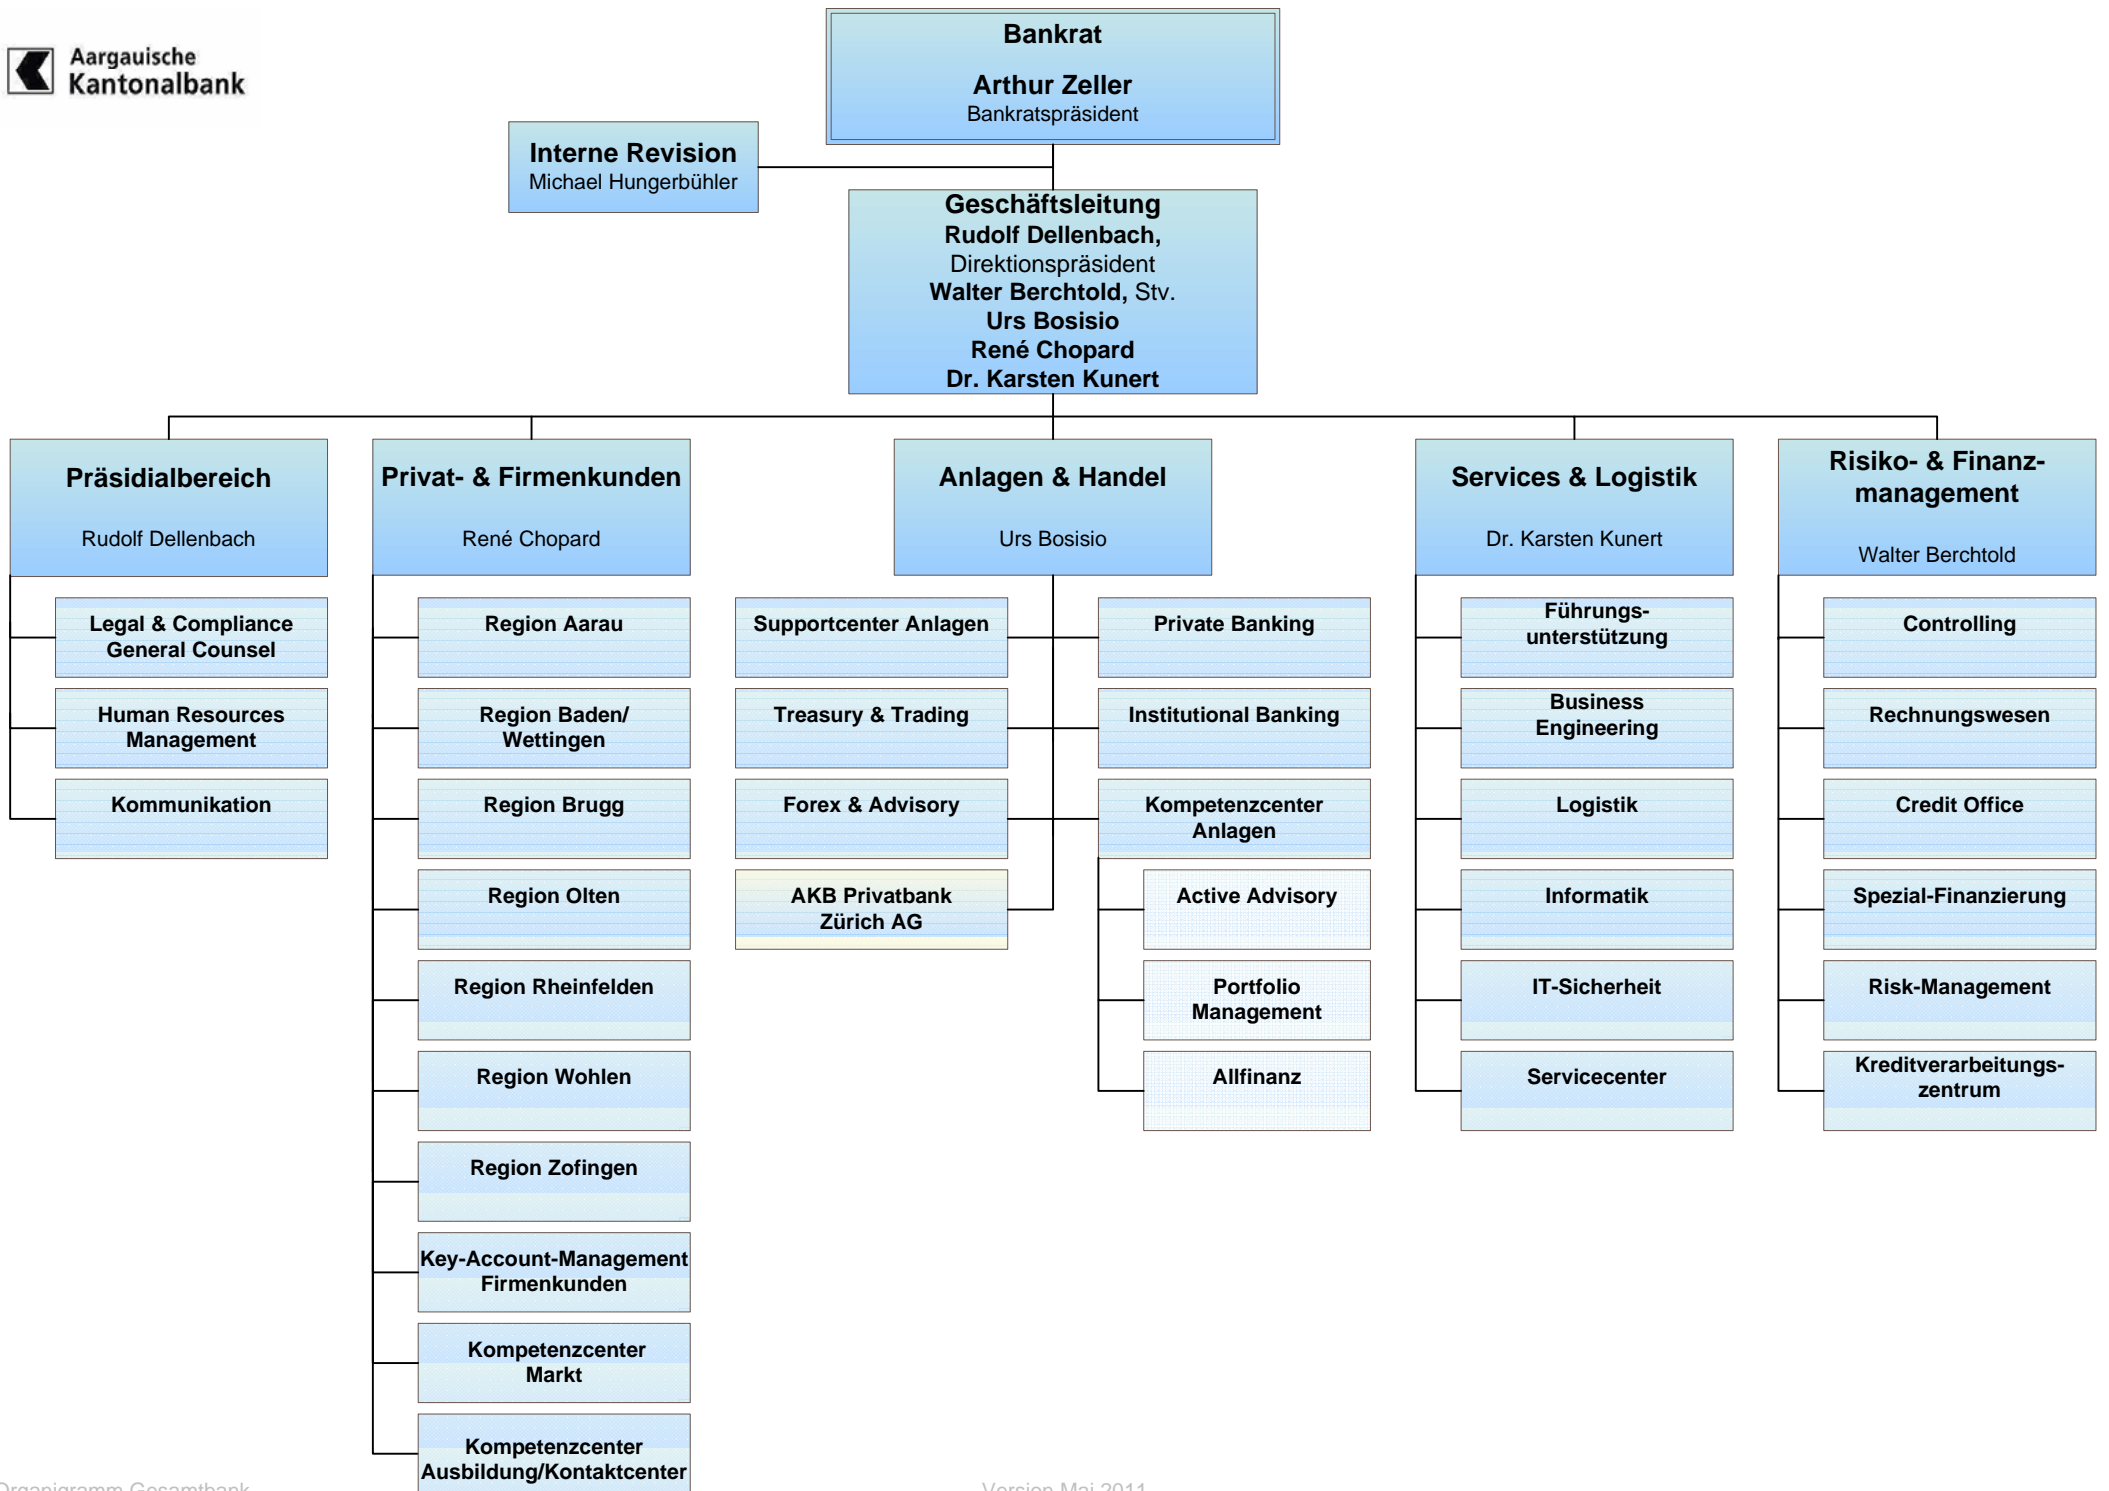 Aargauische
Kantonalbank
Bankrat
Arthur Zeller
Bankratspräsident
Interne Revision
Michael Hungerbühler
Geschäftsleitung
Rudolf Dellenbach,
Direktionspräsident
Walter Berchtold, Stv.
Urs Bosisio
René Chopard
Dr. Karsten Kunert
Präsidialbereich
Rudolf Dellenbach
Legal & Compliance
General Counsel
Human Resources
Management
Kommunikation
Privat- & Firmenkunden
René Chopard
Region Aarau
Region Baden/
Wettingen
Region Brugg
Region Olten
Region Rheinfelden
Region Wohlen
Region Zofingen
Key-Account-Management
Firmenkunden
Kompetenzcenter
Markt
Kompetenzcenter
Ausbildung/Kontaktcenter
Anlagen & Handel
Urs Bosisio
Supportcenter Anlagen
Treasury & Trading
Forex & Advisory
AKB Privatbank
Zürich AG
Private Banking
Institutional Banking
Kompetenzcenter
Anlagen
Active Advisory
Portfolio
Management
Allfinanz
Services & Logistik
Dr. Karsten Kunert
Führungs-
unterstützung
Business
Engineering
Logistik
Informatik
IT-Sicherheit
Servicecenter
Risiko- & Finanz-
management
Walter Berchtold
Controlling
Rechnungswesen
Credit Office
Spezial-Finanzierung
Risk-Management
Kreditverarbeitungs-
zentrum
Organigramm Gesamtbank
Version Mai 2011